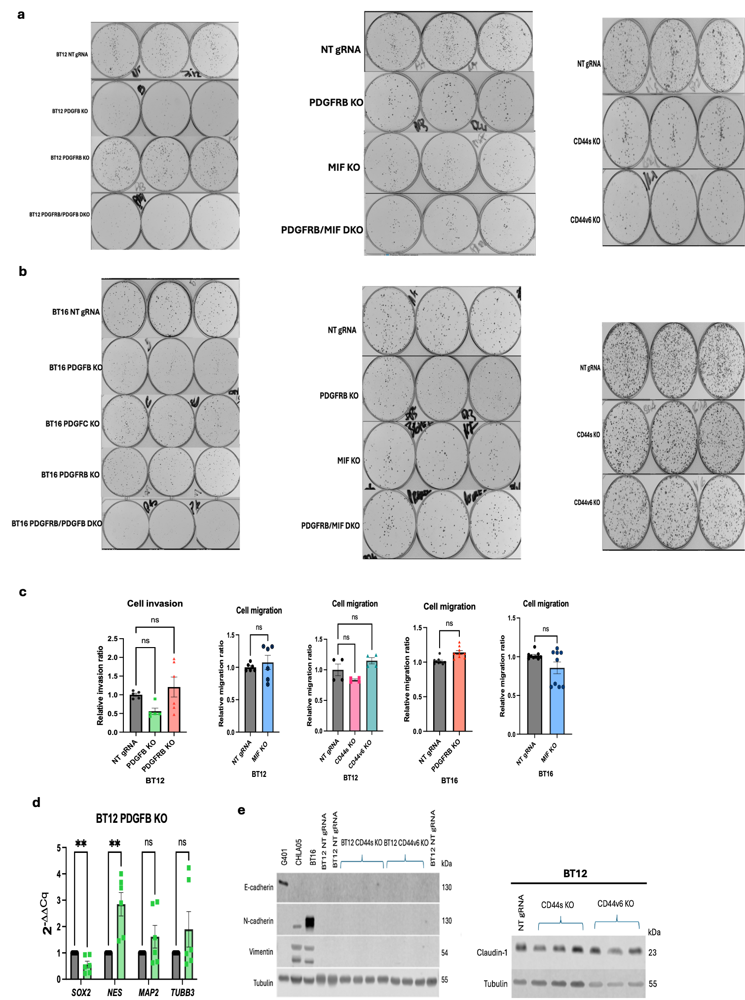 a
BT12 NT gRNA
BT12 PDGFB KO
BT12 PDGFRB KO
BT12 PDGFRB/PDGFB DKO
NT gRNA
PDGFRB KO
MIF KO
PDGFRB/MIF DKO
NT gRNA
CD44s KO
CD44v6 KO
b
BT16 NT gRNA
BT16 PDGFB KO
BT16 PDGFC KO
BT16 PDGFRB KO
BT16 PDGFRB/PDGFB DKO
NT gRNA
PDGFRB KO
MIF KO
PDGFRB/MIF DKO
NT gRNA
CD44s KO
CD44v6 KO
c
Cell invasion
ns
ns
Relative invasion ratio
2.5
2.0
1.5
1.0
0.5
0.0
NT gRNA
PDGFB KO
PDGFRB KO
BT12
Cell migration
ns
Relative migration ratio
1.5
1.0
0.5
0.0
NT gRNA
MIF KO
BT12
Cell migration
ns
ns
Relative migration ratio
1.5
1.0
0.5
0.0
NT gRNA
CD44s KO
CD44v6 KO
BT12
Cell migration
ns
Relative migration ratio
1.5
1.0
0.5
0.0
NT gRNA
PDGFRB KO
BT16
Cell migration
ns
Relative migration ratio
1.5
1.0
0.5
0.0
NT gRNA
MIF KO
BT16
d
BT12 PDGFB KO
** ** ns ns
2-ΔΔCq
5
4
3
2
1
0
SOX2 NES MAP2 TUBB3
e
G401
CHLA05
BT16
BT12 NT gRNA
BT12 NT gRNA
BT12 CD44s KO BT12 CD44v6 KO
BT12 NT gRNA
kDa
E-cadherin 130
N-cadherin 130
Vimentin 54
Tubulin 55
BT12
NT gRNA
CD44s KO CD44v6 KO
kDa
Claudin-1 23
Tubulin 55